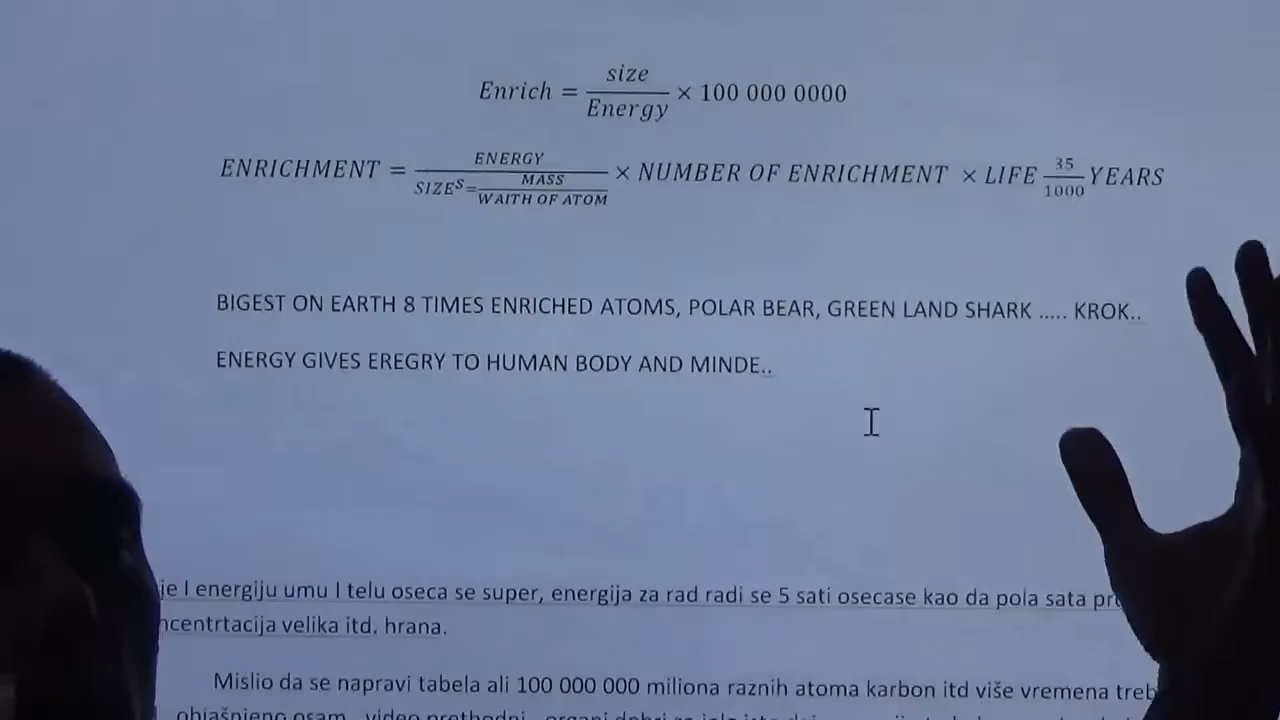 Enrich = size/Energy × 100 000 0000
ENRICHMENT = ENERGY/SIZE^S=MASS/WAITH OF ATOM × NUMBER OF ENRICHMENT × LIFE 35/1000 YEARS
BIGEST ON EARTH 8 TIMES ENRICHED ATOMS, POLAR BEAR, GREEN LAND SHARK ..... KROK..
ENERGY GIVES EREGRY TO HUMAN BODY AND MINDE..
je I energiju umu I telu oseca se super, energija za rad radi se 5 sati osecase kao da pola sata
ncentrtacija velika itd. hrana.
Mislio da se napravi tabela ali 100 000 000 miliona raznih atoma karbon itd više vremena treb